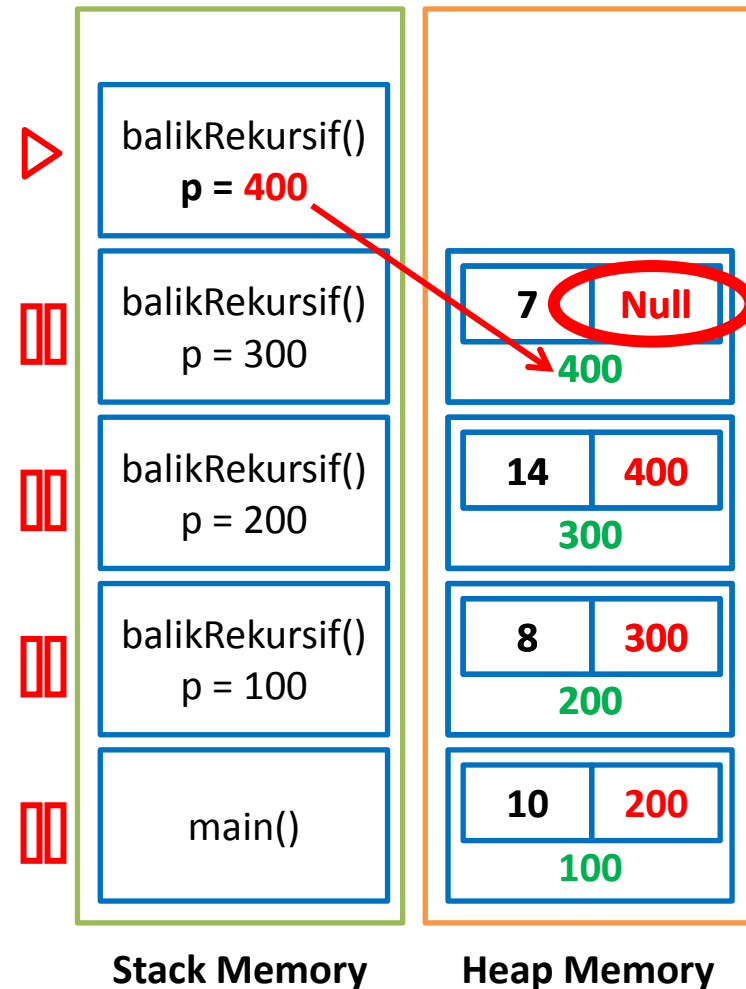 balikRekursif()
p = 400
balikRekursif()
p = 300
balikRekursif()
p = 200
balikRekursif()
p = 100
main()
Stack Memory
7 Null
400
14 400
300
8 300
200
10 200
100
Heap Memory